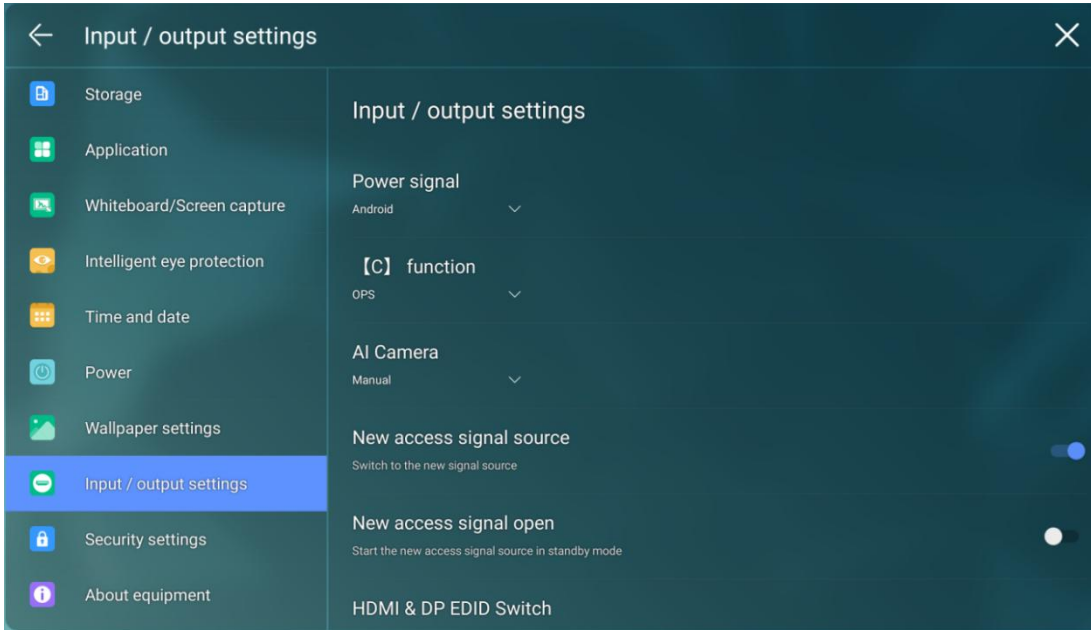 Input / output settings
Storage
Application
Whiteboard/Screen capture
Intelligent eye protection
Time and date
Power
Wallpaper settings
Input / output settings
Security settings
About equipment
Input / output settings
Power signal
Android
【C】 function
OPS
AI Camera
Manual
New access signal source
Switch to the new signal source
New access signal open
Start the new access signal source in standby mode
HDMI & DP EDID Switch